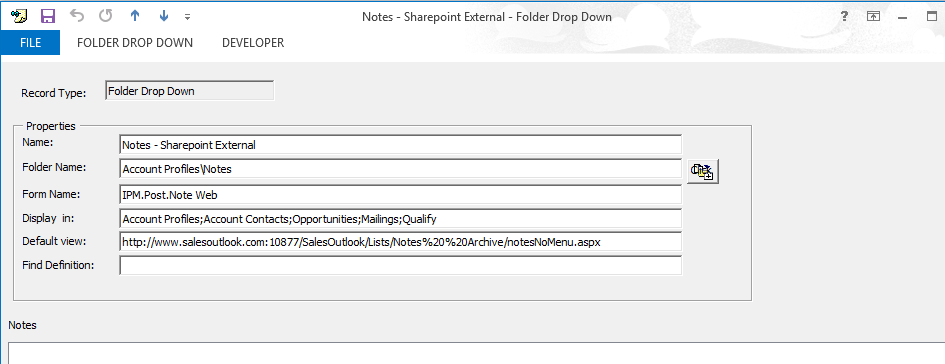 Notes - Sharepoint External - Folder Drop Down
?
FILE FOLDER DROP DOWN DEVELOPER
Record Type: Folder Drop Down
Properties
Name: Notes - Sharepoint External
Folder Name: Account Profiles\Notes
Form Name: IPM.Post.Note Web
Display in: Account Profiles;Account Contacts;Opportunities;Mailings;Qualify
Default view: http://www.salesoutlook.com:10877/SalesOutlook/Lists/Notes%20%20Archive/notesNoMenu.aspx
Find Definition:
Notes